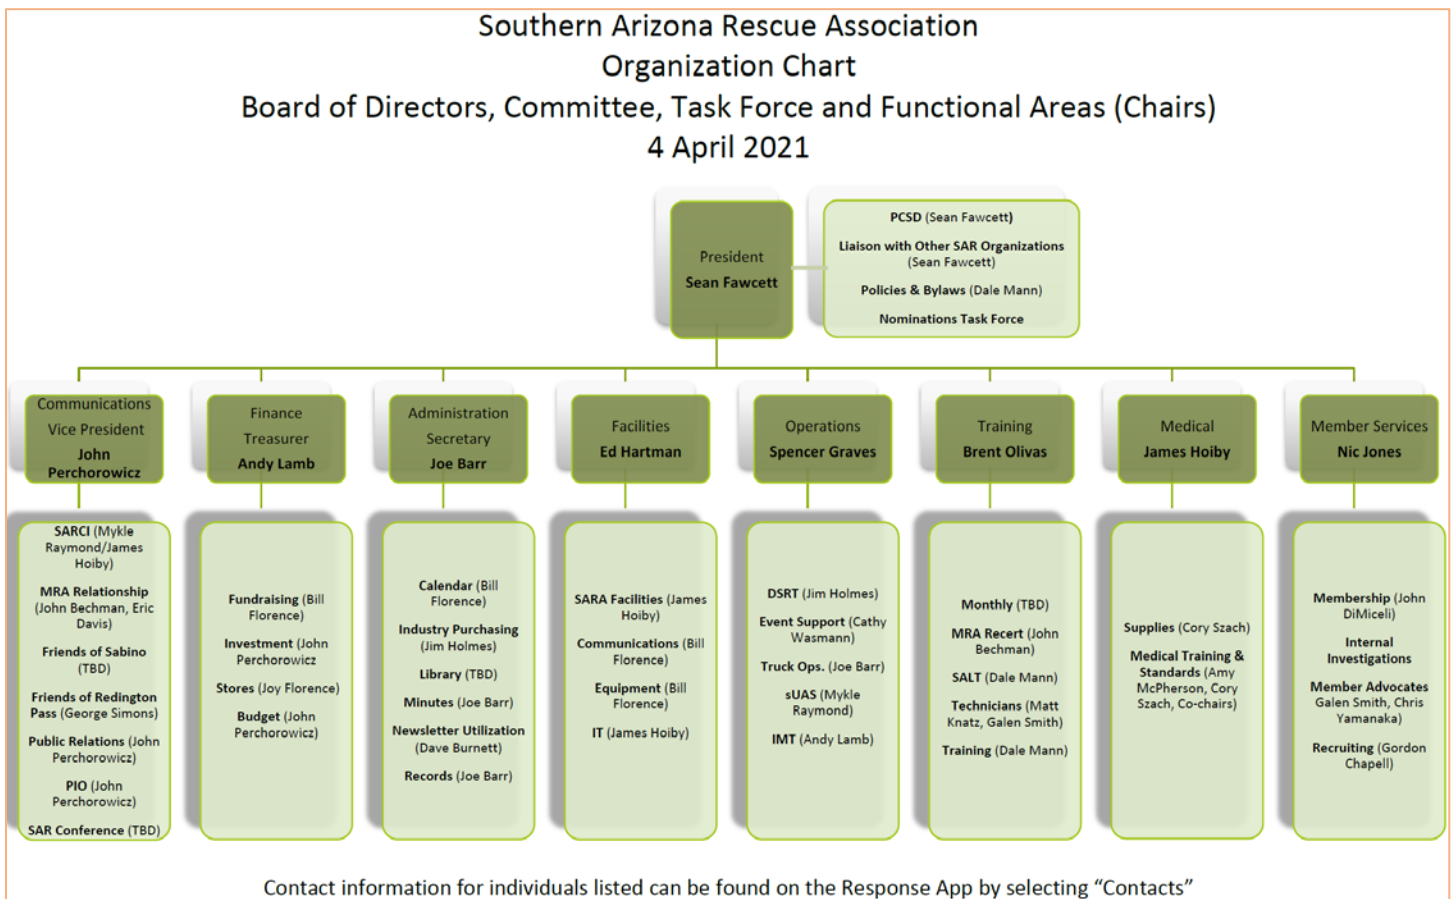 Southern Arizona Rescue Association
Organization Chart
Board of Directors, Committee, Task Force and Functional Areas (Chairs)
4 April 2021
President
Sean Fawcett
PCSD (Sean Fawcett)
Liaison with Other SAR Organizations
(Sean Fawcett)
Policies & Bylaws (Dale Mann)
Nominations Task Force
Communications
Vice President
John
Perchorowicz
Finance
Treasurer
Andy Lamb
Administration
Secretary
Joe Barr
Facilities
Ed Hartman
Operations
Spencer Graves
Training
Brent Olivas
Medical
James Hoiby
Member Services
Nic Jones
SARCI (Mykle
Raymond/James
Hoiby)
MRA Relationship
(John Bechman, Eric
Davis)
Friends of Sabino
(TBD)
Friends of Redington
Pass (George Simons)
Public Relations (John
Perchorowicz)
PIO (John
Perchorowicz)
SAR Conference (TBD)
Fundraising (Bill
Florence)
Investment (John
Perchorowicz
Stores (Joy Florence)
Budget (John
Perchorowicz)
Calendar (Bill
Florence)
Industry Purchasing
(Jim Holmes)
Library (TBD)
Minutes (Joe Barr)
Newsletter Utilization
(Dave Burnett)
Records (Joe Barr)
SARA Facilities (James
Hoiby)
Communications (Bill
Florence)
Equipment (Bill
Florence)
IT (James Hoiby)
DSRT (Jim Holmes)
Event Support (Cathy
Wasmann)
Truck Ops. (Joe Barr)
sUAS (Mykle
Raymond)
IMT (Andy Lamb)
Monthly (TBD)
MRA Recert (John
Bechman)
SALT (Dale Mann)
Technicians (Matt
Knatz, Galen Smith)
Training (Dale Mann)
Supplies (Cory Szach)
Medical Training &
Standards (Amy
McPherson, Cory
Szach, Co-chairs)
Membership (John
DiMiceli)
Internal
Investigations
Member Advocates
Galen Smith, Chris
Yamanaka)
Recruiting (Gordon
Chapell)
Contact information for individuals listed can be found on the Response App by selecting “Contacts”